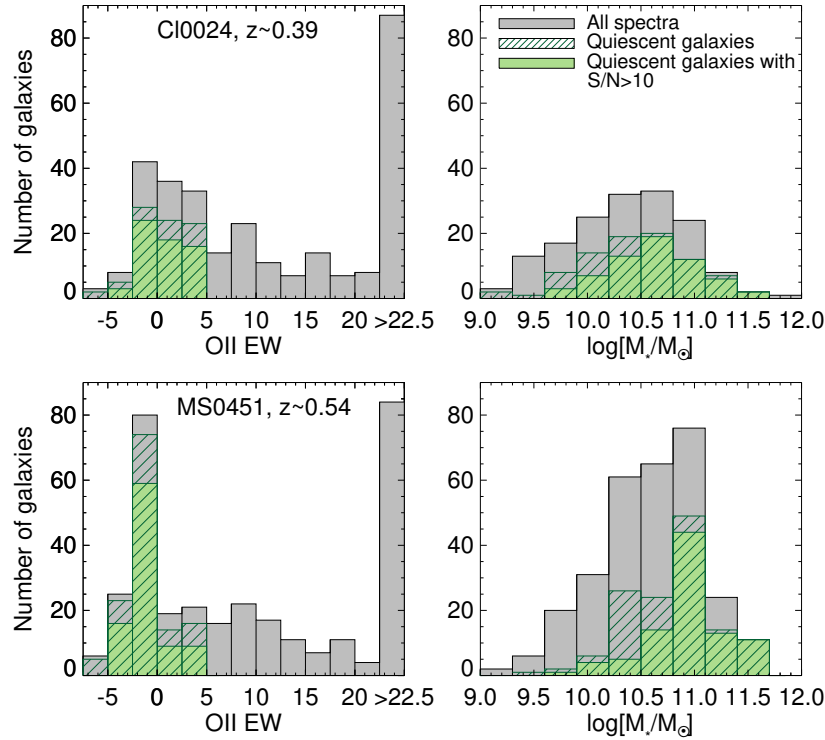 Cl0024, z~0.39
Number of galaxies
80
60
40
20
0
-5 0 5 10 15 20 >22.5
OII EW
All spectra
Quiescent galaxies
Quiescent galaxies with
S/N>10
80
60
40
20
0
9.0 9.5 10.0 10.5 11.0 11.5 12.0
log[M⋆/M☉]
MS0451, z~0.54
Number of galaxies
80
60
40
20
0
-5 0 5 10 15 20 >22.5
OII EW
80
60
40
20
0
9.0 9.5 10.0 10.5 11.0 11.5 12.0
log[M⋆/M☉]